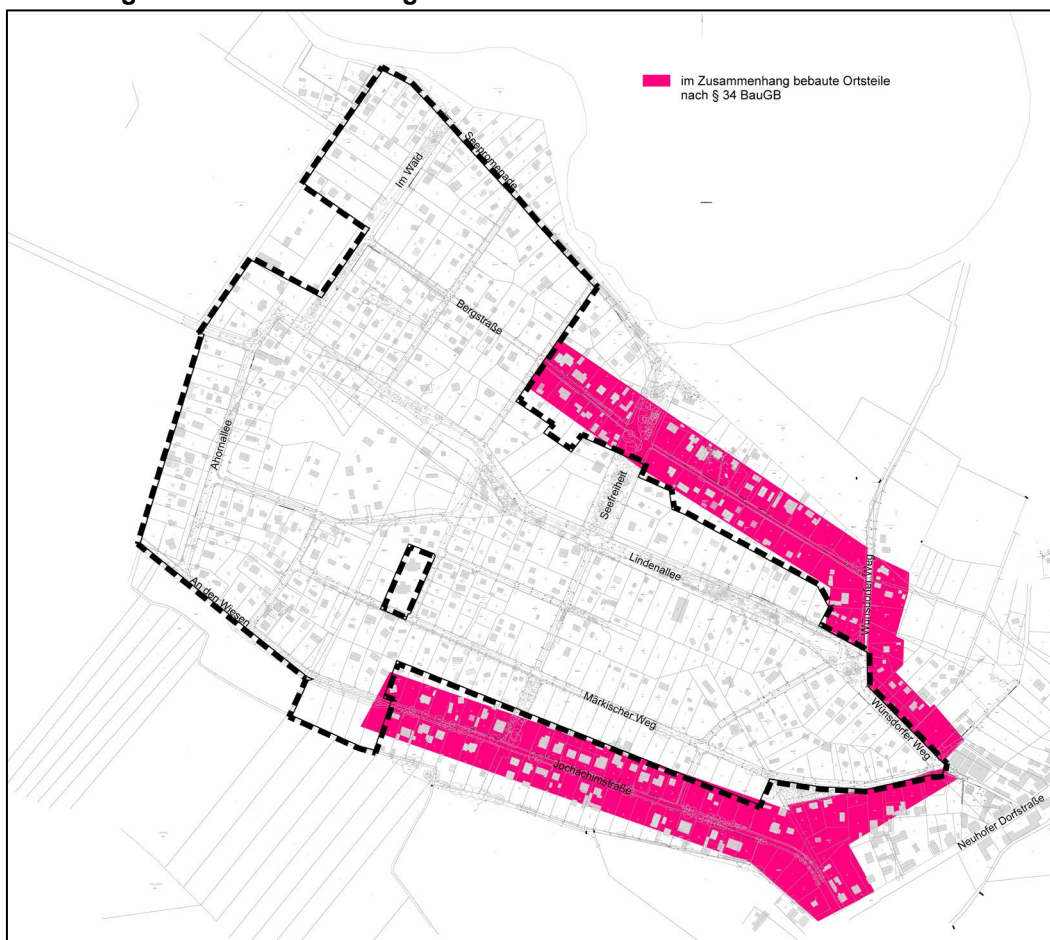 im Zusammenhang bebaute Ortsteile
nach § 34 BauGB
Seepromenade
Im Wald
Bergstraße
Ahornallee
Seefreiheit
Lindenallee
Wünsdorfer Weg
An den Wiesen
Märkischer Weg
Wünsdorfer Weg
Jochachimstraße
Neuhofer Dorfstraße